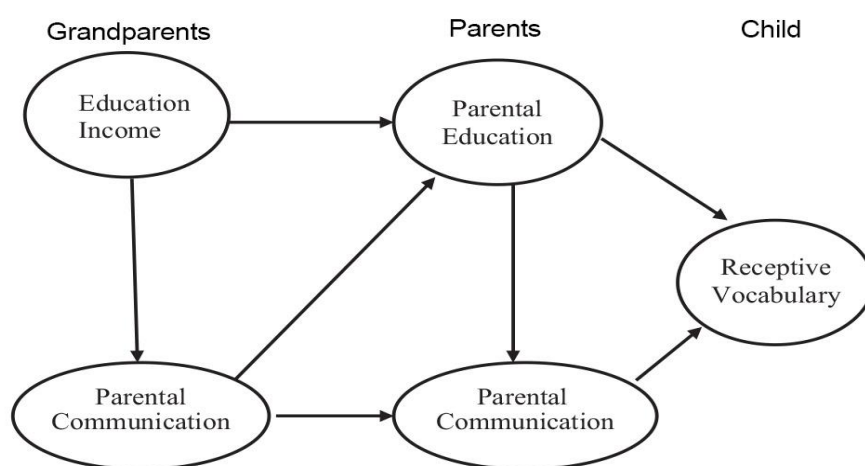 Grandparents
Parents
Child
Education
Income
Parental
Education
Receptive
Vocabulary
Parental
Communication
Parental
Communication